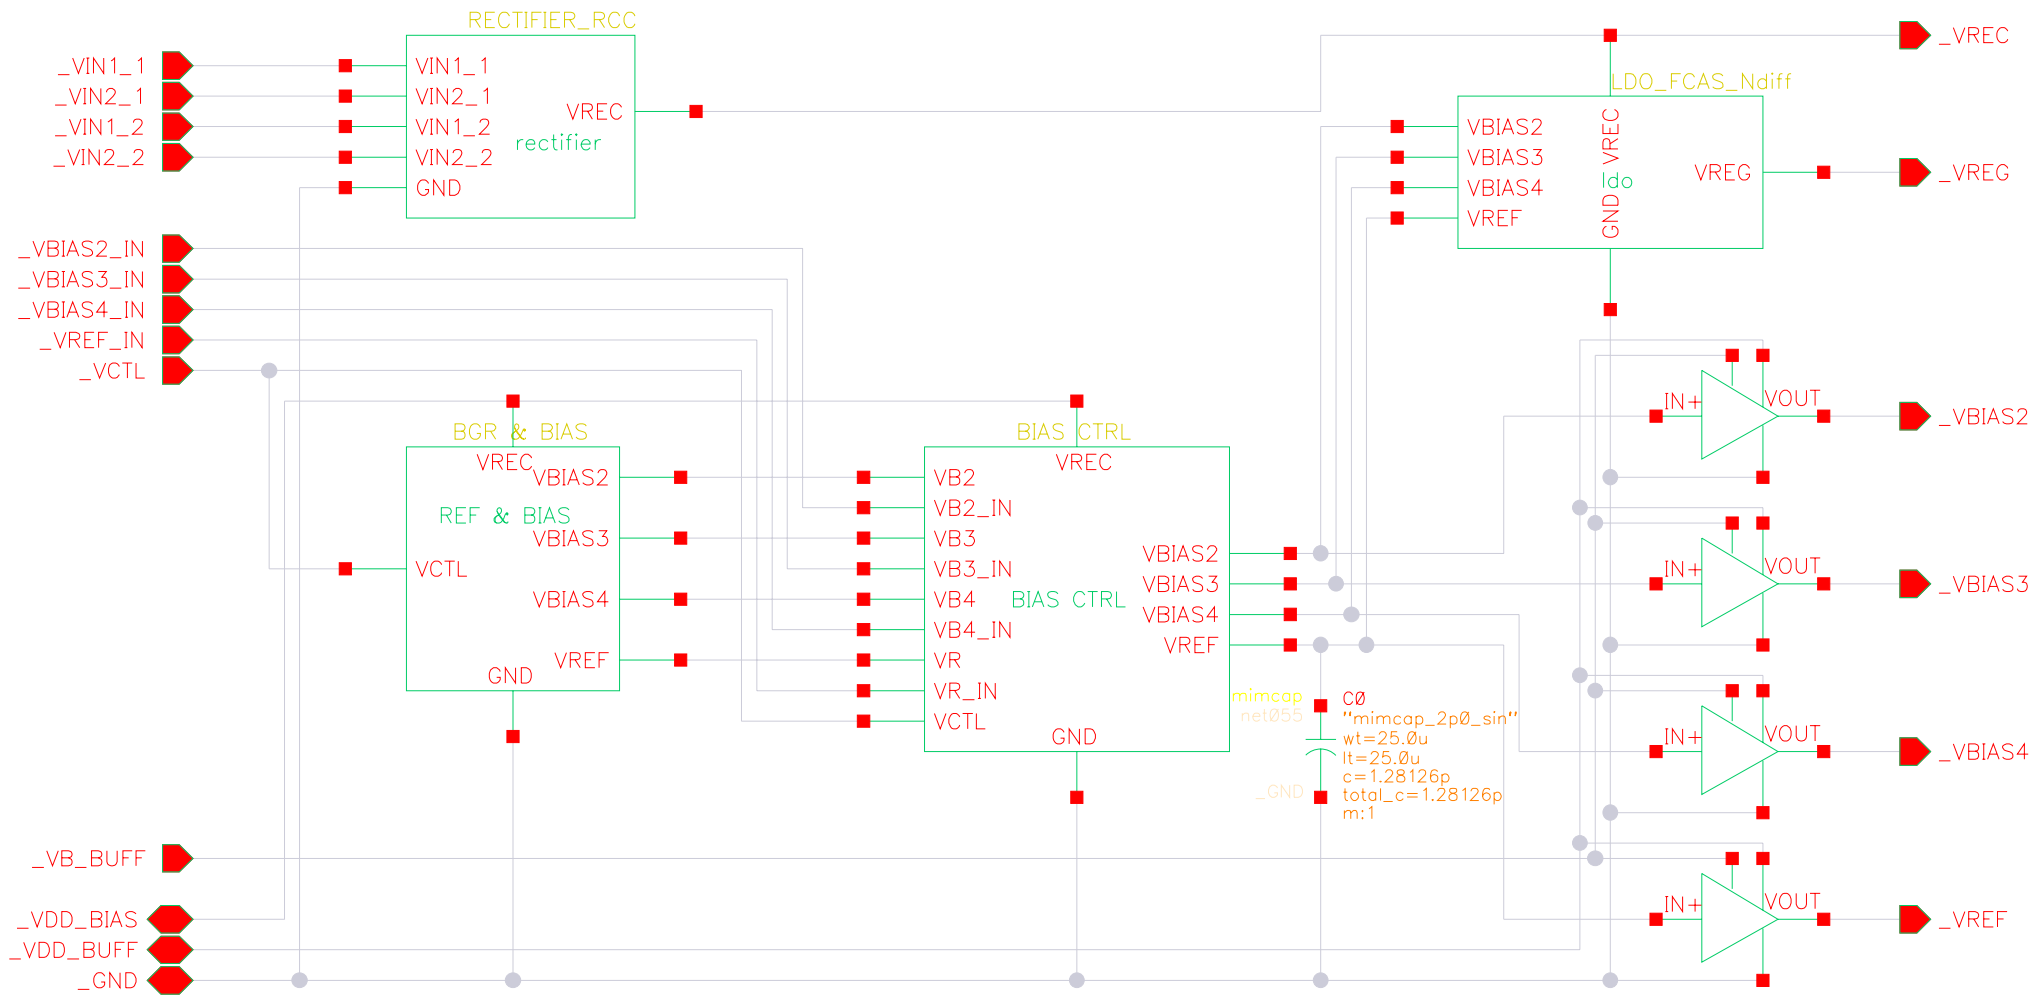 RECTIFIER_RCC
_VIN1_1
_VIN2_1
_VIN1_2
_VIN2_2
VIN1_1
VIN2_1
VIN1_2
VIN2_2
GND
VREC
rectifier
_VREC
LDO_FCAS_Ndiff
VBIAS2
VBIAS3
VBIAS4
VREF
VREC
ldo
GND
VREG
_VREG
_VBIAS2_IN
_VBIAS3_IN
_VBIAS4_IN
_VREF_IN
_VCTL
BGR & BIAS
VREC
VBIAS2
REF & BIAS
VBIAS3
VCTL
VBIAS4
VREF
GND
BIAS CTRL
VREC
VB2
VB2_IN
VB3
VB3_IN
VB4
VB4_IN
VR
VR_IN
VCTL
BIAS CTRL
VBIAS2
VBIAS3
VBIAS4
VREF
GND
mimcap
net055
_GND
C0
"mimcap_2p0_sin"
wt=25.0u
lt=25.0u
c=1.28126p
total_c=1.28126p
m:1
IN+
VOUT
_VBIAS2
IN+
VOUT
_VBIAS3
IN+
VOUT
_VBIAS4
IN+
VOUT
_VREF
_VB_BUFF
_VDD_BIAS
_VDD_BUFF
_GND